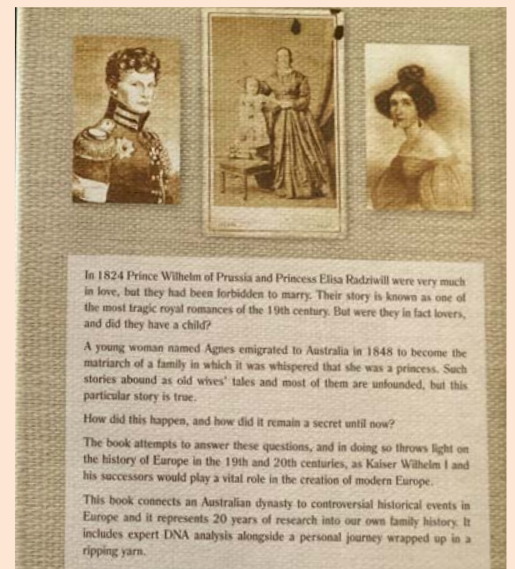 In 1824 Prince Wilhelm of Prussia and Princess Elisa Radziwill were very much
in love, but they had been forbidden to marry. Their story is known as one of
the most tragic royal romances of the 19th century. But were they in fact lovers,
and did they have a child?
A young woman named Agnes emigrated to Australia in 1848 to become the
matriarch of a family in which it was whispered that she was a princess. Such
stories abound as old wives' tales and most of them are unfounded, but this
particular story is true.
How did this happen, and how did it remain a secret until now?
The book attempts to answer these questions, and in doing so throws light on
the history of Europe in the 19th and 20th centuries, as Kaiser Wilhelm I and
his successors would play a vital role in the creation of modern Europe.
This book connects an Australian dynasty to controversial historical events in
Europe and it represents 20 years of research into our own family history. It
includes expert DNA analysis alongside a personal journey wrapped up in a
ripping yarn.